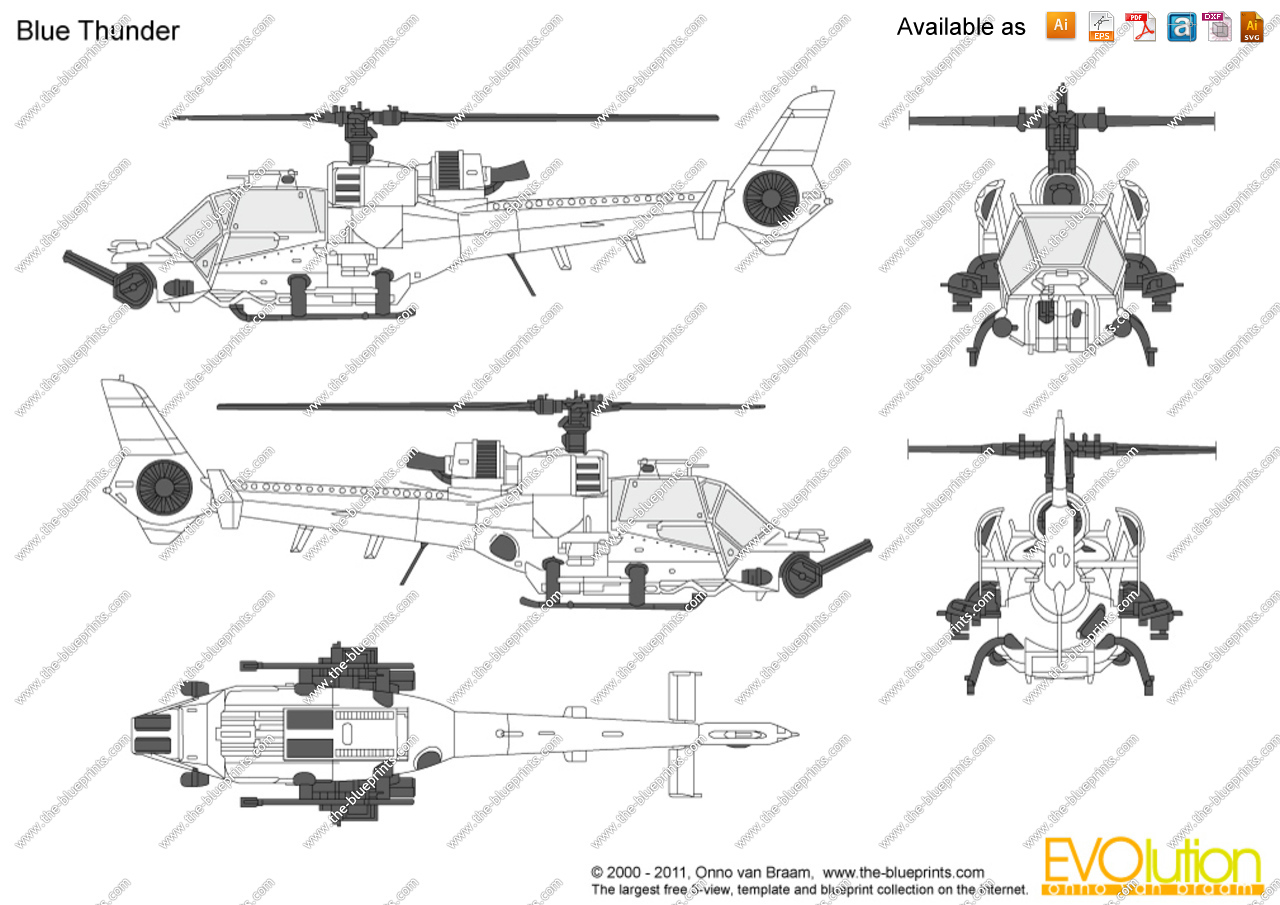 Blue Thunder
Available as
Ai
EPS
PDF
a
DXF
Ai
SVG
www.the-blueprints.com
EVOlution
onno van braam
© 2000 - 2011, Onno van Braam, www.the-blueprints.com
The largest free 3-view, template and blueprint collection on the internet.